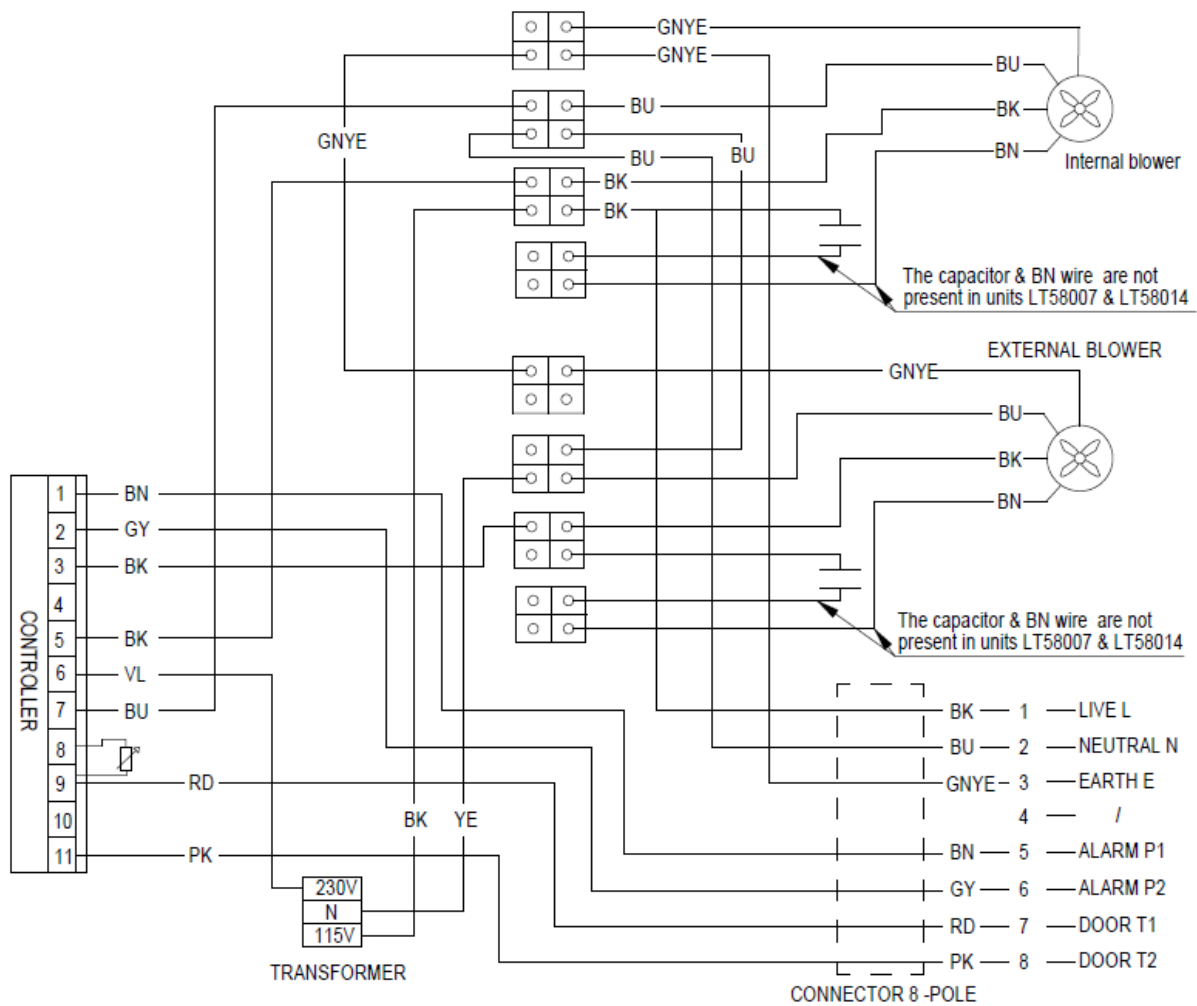 GNYE
GNYE
BU
BU
BK
GNYE
BU
BU
BN
Internal blower
BK
BK
The capacitor & BN wire are not
present in units LT58007 & LT58014
EXTERNAL BLOWER
GNYE
BU
BK
BN
CONTROLLER
1 BN
2 GY
3 BK
4
5 BK
6 VL
7 BU
8
9 RD
10
11 PK
BK YE
The capacitor & BN wire are not
present in units LT58007 & LT58014
BK 1 LIVE L
BU 2 NEUTRAL N
GNYE 3 EARTH E
4 /
BN 5 ALARM P1
GY 6 ALARM P2
RD 7 DOOR T1
PK 8 DOOR T2
230V
N
115V
TRANSFORMER
CONNECTOR 8 -POLE